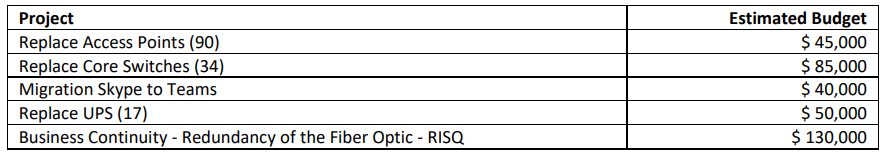 Project Estimated Budget
Replace Access Points (90) $ 45,000
Replace Core Switches (34) $ 85,000
Migration Skype to Teams $ 40,000
Replace UPS (17) $ 50,000
Business Continuity - Redundancy of the Fiber Optic - RISQ $ 130,000